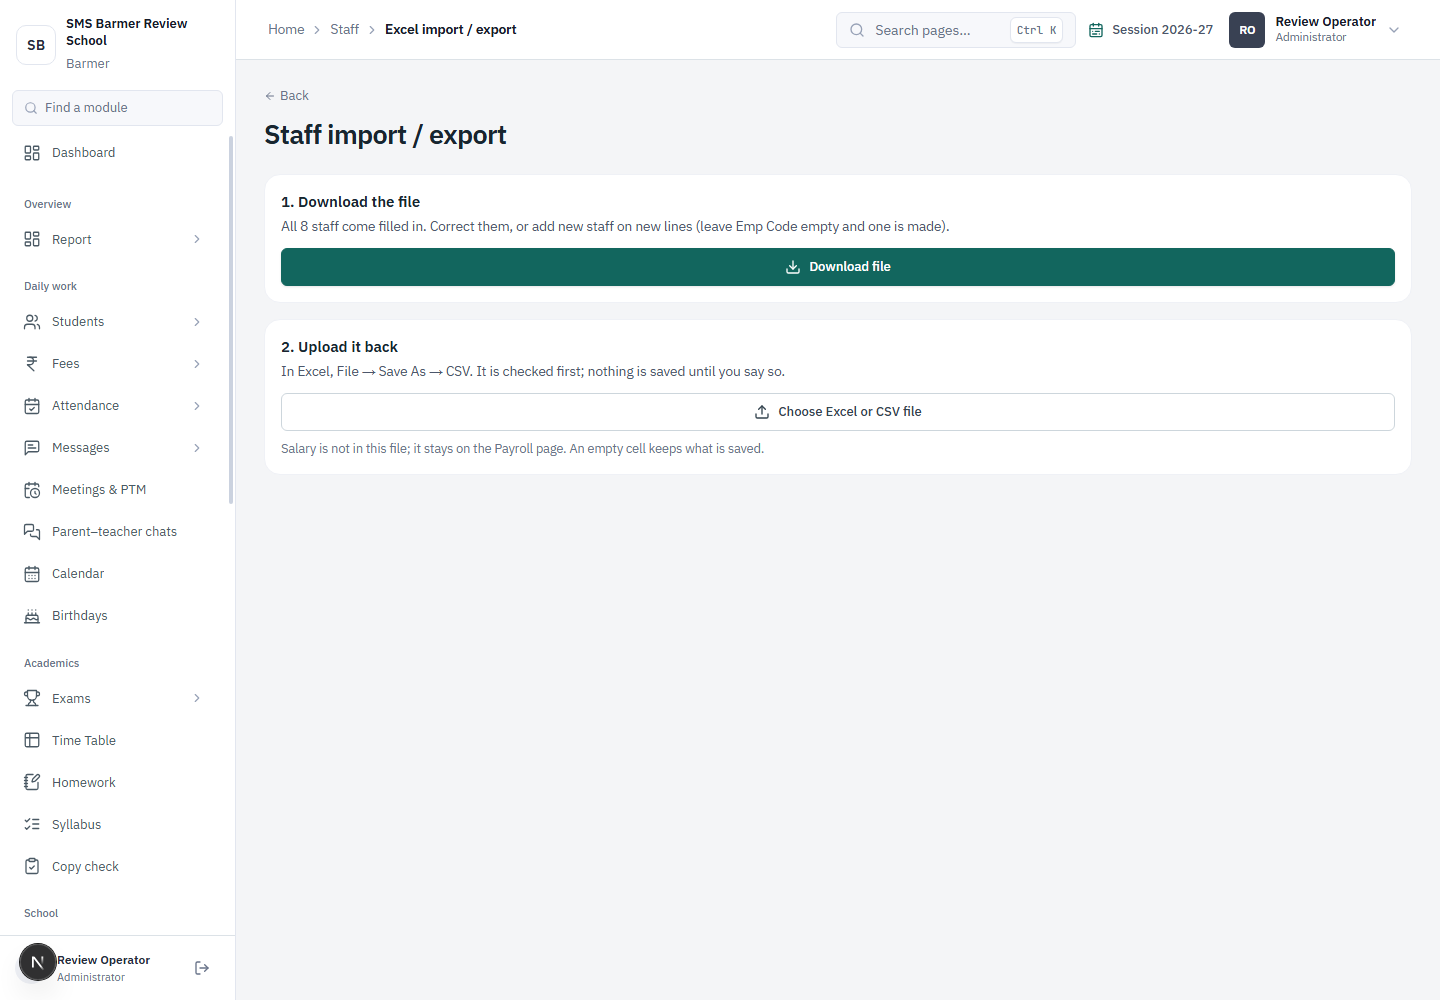 SB
SMS Barmer Review
School
Barmer
Find a module
Dashboard
Overview
Report
Daily work
Students
Fees
Attendance
Messages
Meetings & PTM
Parent–teacher chats
Calendar
Birthdays
Academics
Exams
Time Table
Homework
Syllabus
Copy check
School
N
Review Operator
Administrator
Home > Staff > Excel import / export
Search pages...
Ctrl K
Session 2026-27
RO
Review Operator
Administrator
← Back
Staff import / export
1. Download the file
All 8 staff come filled in. Correct them, or add new staff on new lines (leave Emp Code empty and one is made).
Download file
2. Upload it back
In Excel, File → Save As → CSV. It is checked first; nothing is saved until you say so.
Choose Excel or CSV file
Salary is not in this file; it stays on the Payroll page. An empty cell keeps what is saved.